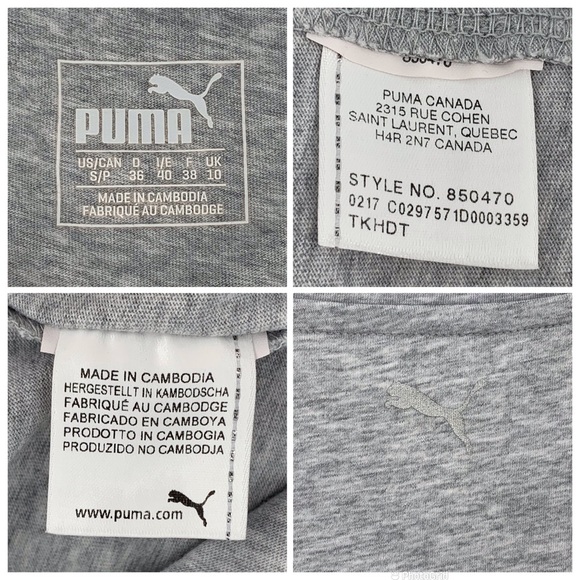 PUMA
US/CAN D I/E F UK
S/P 36 40 38 10
MADE IN CAMBODIA
FABRIQUÉ AU CAMBODGE
850470
PUMA CANADA
2315 RUE COHEN
SAINT LAURENT, QUEBEC
H4R 2N7 CANADA
STYLE NO. 850470
0217 C0297571D0003359
TKHDT
MADE IN CAMBODIA
HERGESTELLT IN KAMBODSCHA
FABRIQUÉ AU CAMBODGE
FABRICADO EN CAMBOYA
PRODOTTO IN CAMBOGIA
PRODUZIDO NO CAMBODJA
www.puma.com